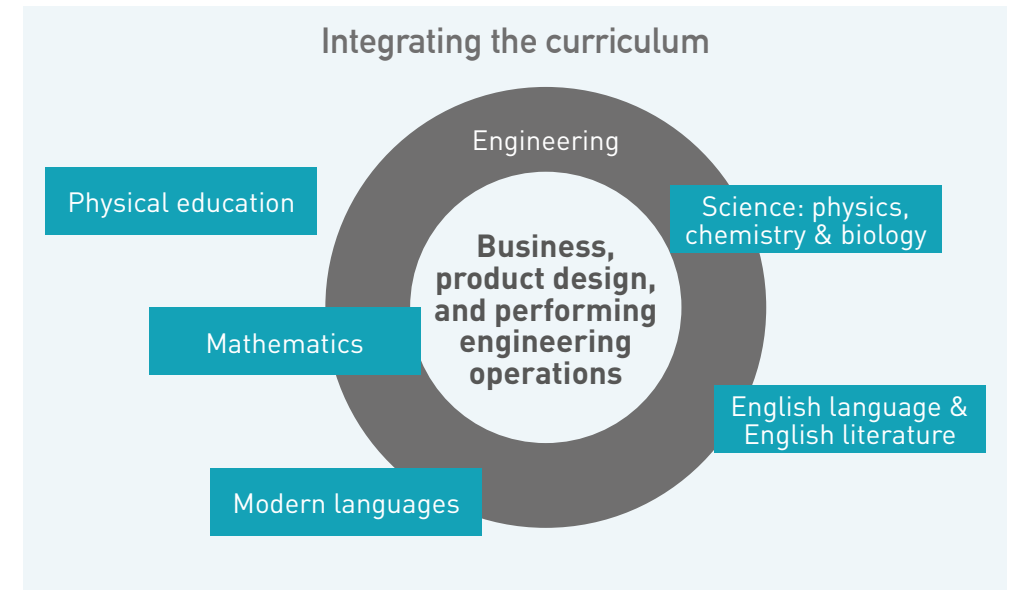 Integrating the curriculum
Engineering
Physical education
Science: physics,
chemistry & biology
Business,
product design,
and performing
engineering
operations
Mathematics
English language &
English literature
Modern languages